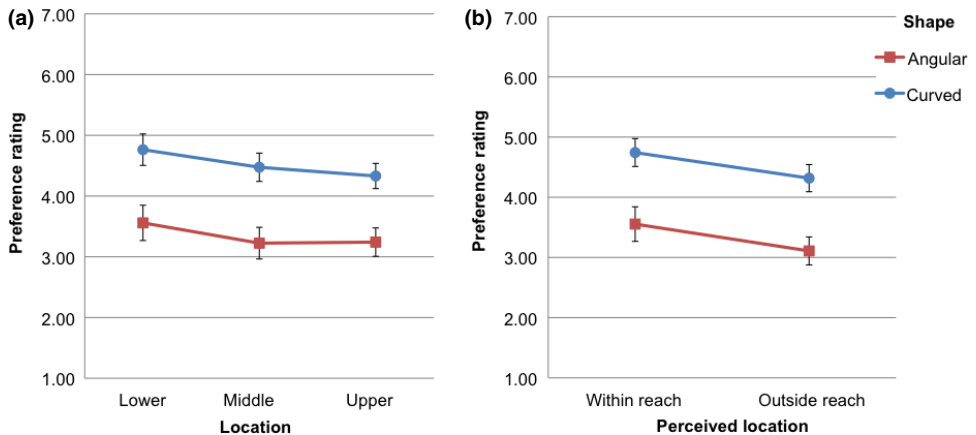 (a)
7.00
6.00
5.00
4.00
3.00
2.00
1.00
Preference rating
Lower Middle Upper
Location
(b)
7.00
6.00
5.00
4.00
3.00
2.00
1.00
Preference rating
Within reach Outside reach
Perceived location
Shape
Angular
Curved